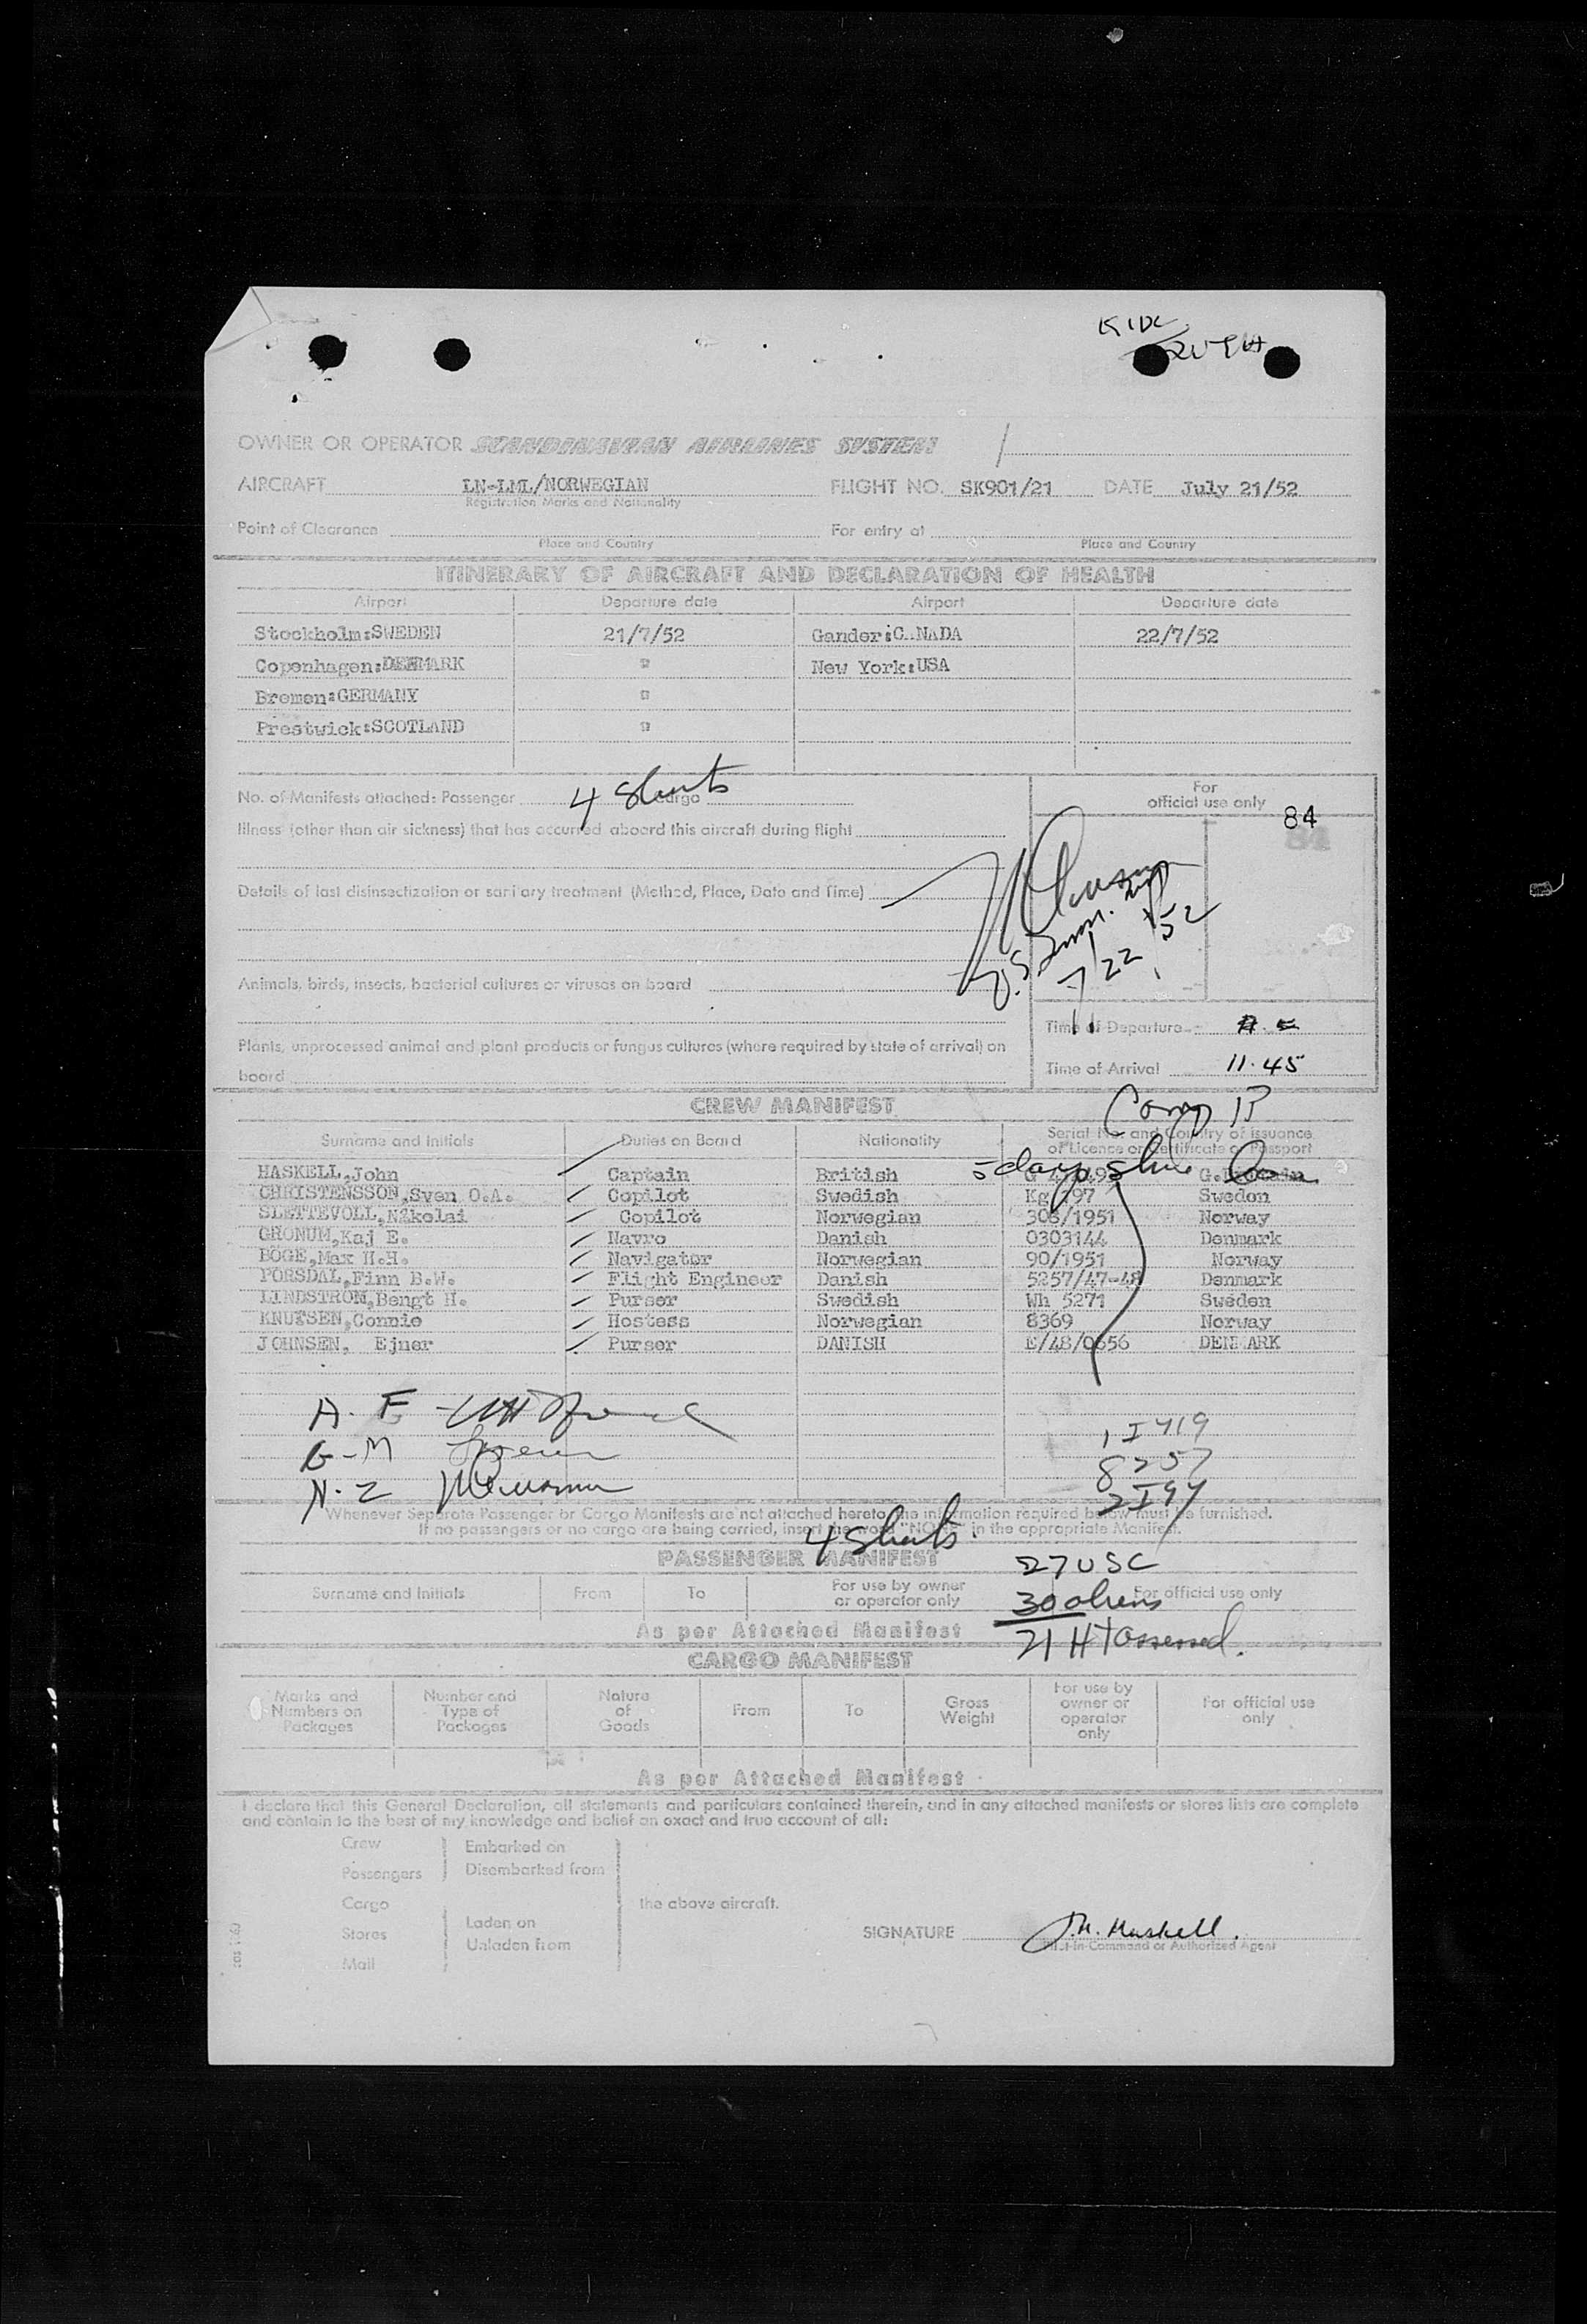 OWNER OR OPERATOR SCANDINAVIAN AIRLINES SYSTEM
AIRCRAFT LN-LML/NORWEGIAN FLIGHT NO. SK901/21 DATE July 21/52
Registration Marks and Nationality
Point of Clearance For entry at
Place and Country Place and Country
ITINERARY OF AIRCRAFT AND DECLARATION OF HEALTH
Airport Departure date Airport Departure date
Stockholm:SWEDEN 21/7/52 Gander:C.NADA 22/7/52
Copenhagen:DENMARK " New York:USA
Bremen:GERMANY "
Prestwick:SCOTLAND "
No. of Manifests attached: Passenger 4 Sheets Cargo
For official use only
84
Illness (other than air sickness) that has occurred aboard this aircraft during flight
Details of last disinsectization or sanitary treatment (Method, Place, Date and Time)
U.S. Imm.
7/22/52
Animals, birds, insects, bacterial cultures or viruses on board
Time of Departure
Plants, unprocessed animal and plant products or fungus cultures (where required by state of arrival) on
board
Time of Arrival 11.45
CREW MANIFEST
Comp B
Surname and Initials Duties on Board Nationality Serial No. and Country of issuance
of Licence or Certificate or Passport
5 days
HASKELL,John Captain British
CHRISTENSSON,Sven O.A. Copilot Swedish Sweden
SLETTEVOLL,Nikolai Copilot Norwegian 306/1951 Norway
GRONUM,Kaj E. Navro Danish 0303144 Denmark
BOGE,Max H.H. Navigator Norwegian 90/1951 Norway
PORSDAL,Finn B.W. Flight Engineer Danish 5257/47-48 Denmark
LINDSTROM,Bengt H. Purser Swedish Wh 5271 Sweden
KNUTSEN,Connie Hostess Norwegian 8369 Norway
JOHNSEN, Ejner Purser DANISH E/48/0656 DENMARK
A. F
G-M
N-Z
Whenever Separate Passenger or Cargo Manifests are not attached hereto the information required below must be furnished.
If no passengers or no cargo are being carried, insert the word "NONE" in the appropriate Manifest.
4 Sheets
PASSENGER MANIFEST
27 USC
Surname and Initials From To For use by owner or operator only For official use only
30 aliens
As per Attached Manifest
21 HT assessed.
CARGO MANIFEST
Marks and Numbers on Packages Number and Type of Packages Nature of Goods From To Gross Weight For use by owner or operator only For official use only
As per Attached Manifest
I declare that this General Declaration, all statements and particulars contained therein, and in any attached manifests or stores lists are complete
and contain to the best of my knowledge and belief an exact and true account of all:
Crew Embarked on
Passengers Disembarked from
Cargo the above aircraft.
Stores Laden on
Unladen from
Mail
SIGNATURE J.H. Haskell.
Pilot-in-Command or Authorized Agent